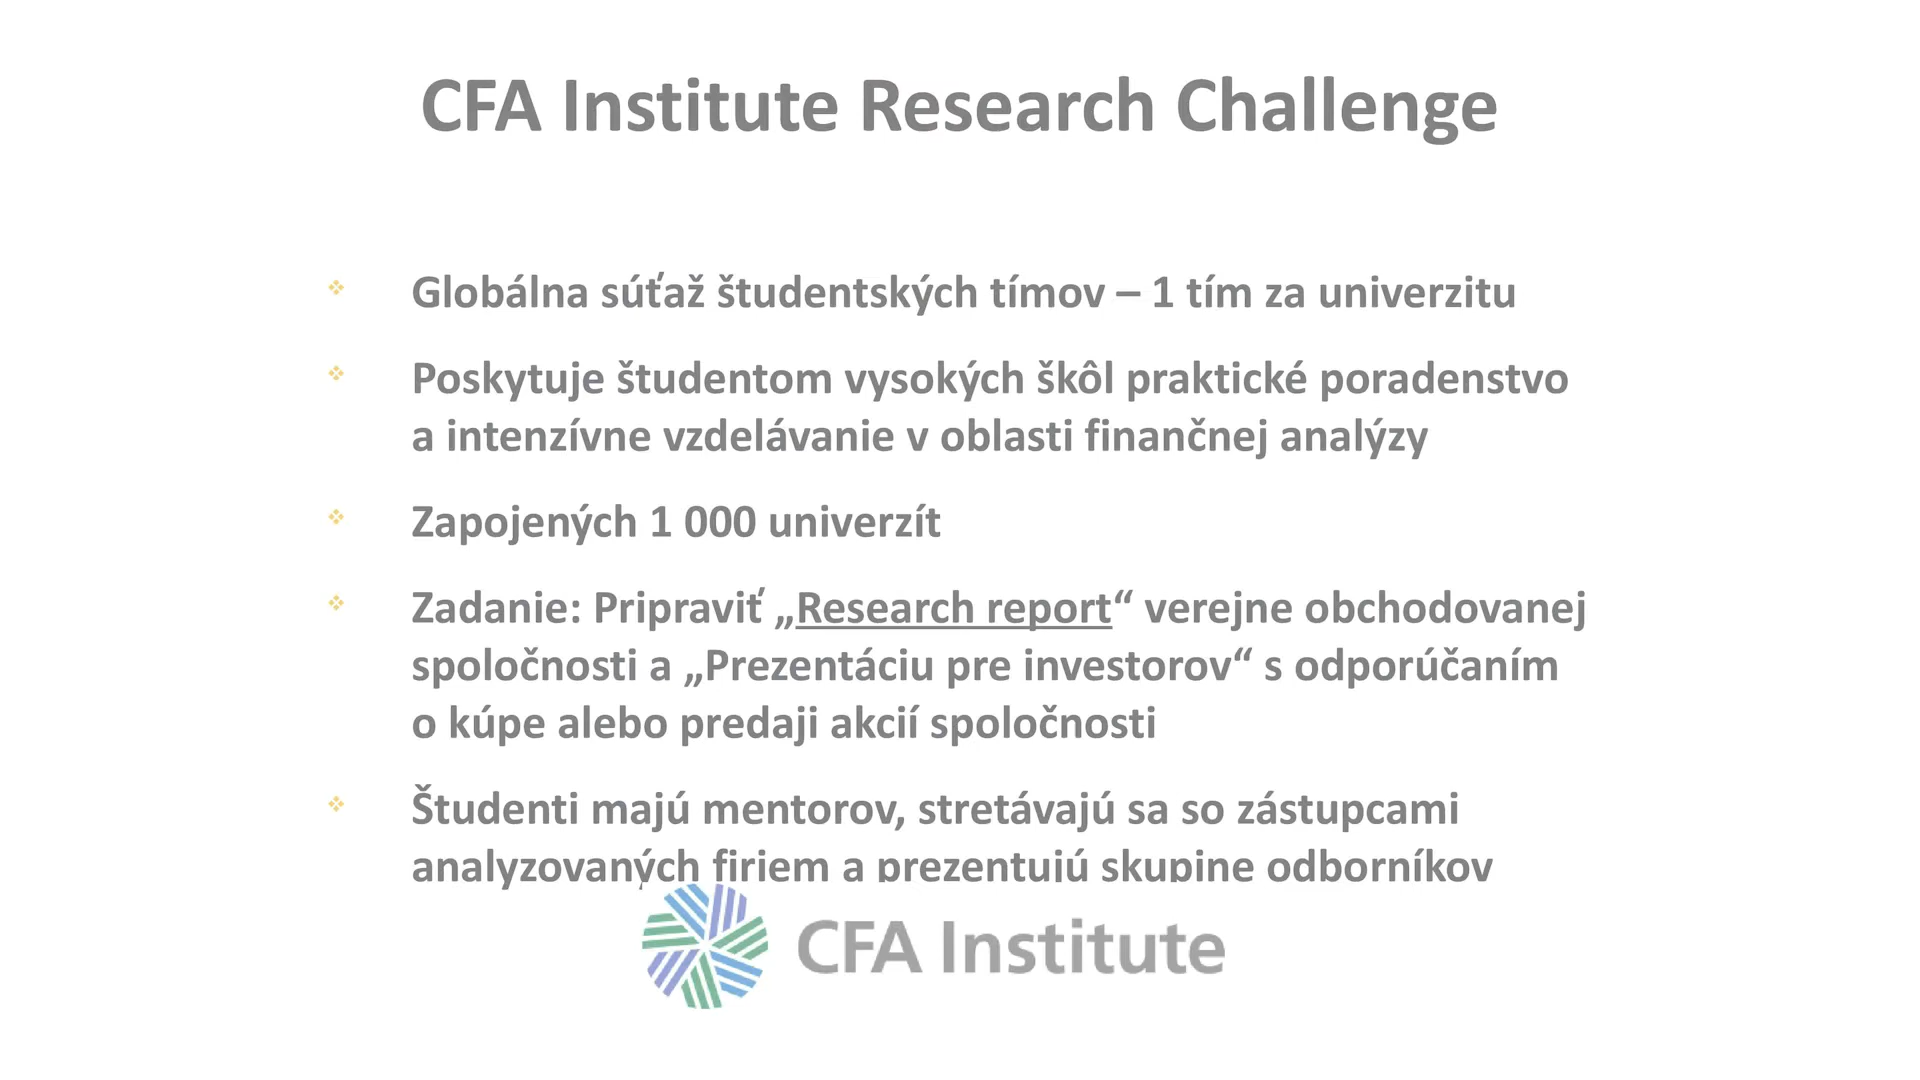 CFA Institute Research Challenge
Globálna súťaž študentských tímov – 1 tím za univerzitu
Poskytuje študentom vysokých škôl praktické poradenstvo
a intenzívne vzdelávanie v oblasti finančnej analýzy
Zapojených 1 000 univerzít
Zadanie: Pripraviť „Research report“ verejne obchodovanej
spoločnosti a „Prezentáciu pre investorov“ s odporúčaním
o kúpe alebo predaji akcií spoločnosti
Študenti majú mentorov, stretávajú sa so zástupcami
analyzovaných firiem a prezentujú skupine odborníkov
CFA Institute